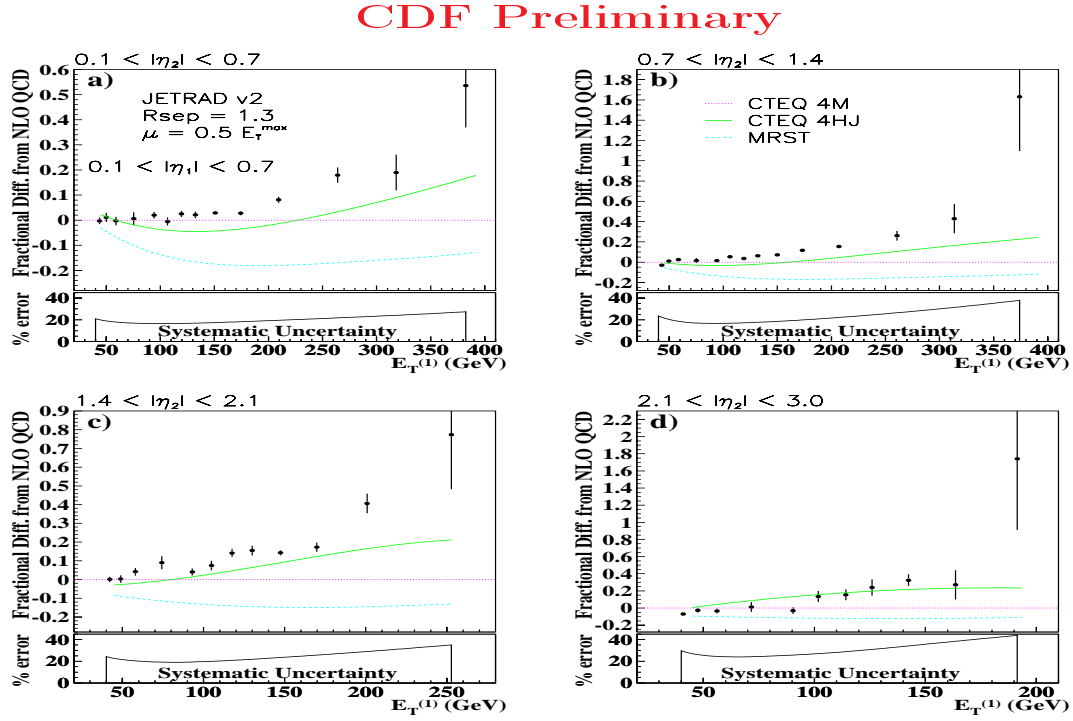 CDF Preliminary
0.1 < |η₂| < 0.7
a)
JETRAD v2
Rsep = 1.3
μ = 0.5 E_T^max
0.1 < |η₁| < 0.7
Fractional Diff. from NLO QCD
0.6
0.5
0.4
0.3
0.2
0.1
0
-0.1
-0.2
% error
40
20
0
Systematic Uncertainty
50 100 150 200 250 300 350 400
E_T^(1) (GeV)
0.7 < |η₂| < 1.4
b)
CTEQ 4M
CTEQ 4HJ
MRST
Fractional Diff. from NLO QCD
1.8
1.6
1.4
1.2
1
0.8
0.6
0.4
0.2
0
-0.2
% error
40
20
0
Systematic Uncertainty
50 100 150 200 250 300 350 400
E_T^(1) (GeV)
1.4 < |η₂| < 2.1
c)
Fractional Diff. from NLO QCD
0.9
0.8
0.7
0.6
0.5
0.4
0.3
0.2
0.1
0
-0.1
-0.2
% error
40
20
0
Systematic Uncertainty
50 100 150 200 250
E_T^(1) (GeV)
2.1 < |η₂| < 3.0
d)
Fractional Diff. from NLO QCD
2.2
2
1.8
1.6
1.4
1.2
1
0.8
0.6
0.4
0.2
0
-0.2
% error
40
20
0
Systematic Uncertainty
50 100 150 200
E_T^(1) (GeV)